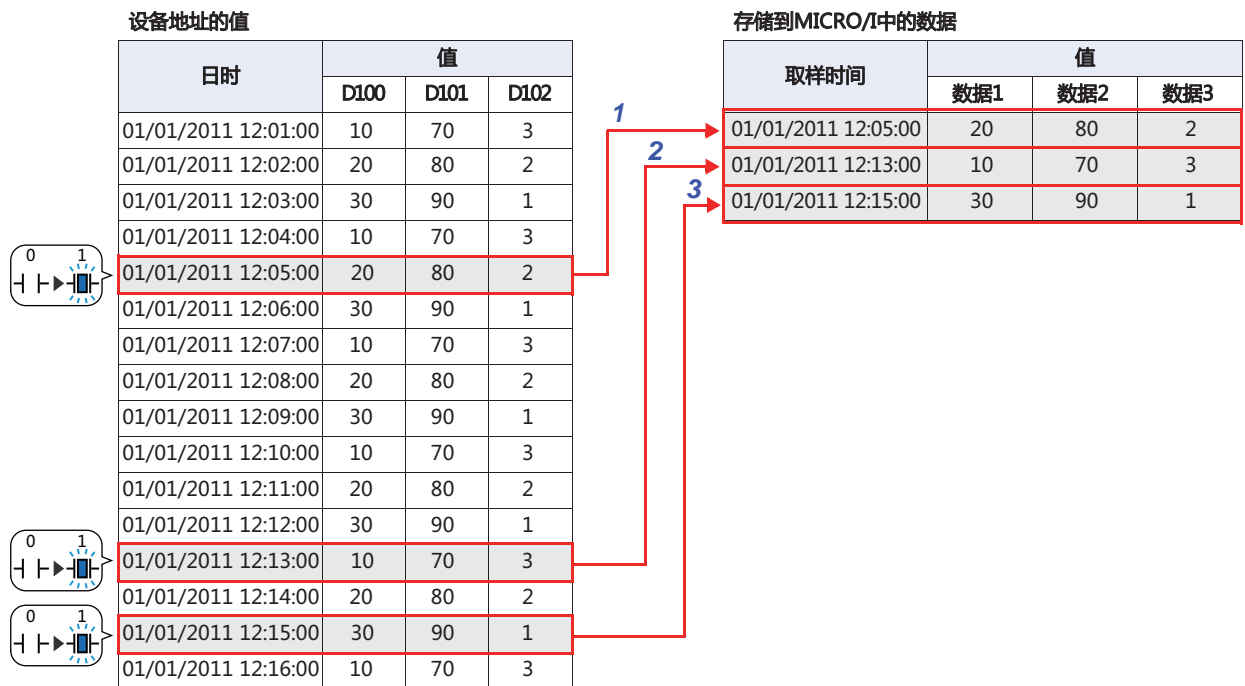 设备地址的值
日时 值
D100 D101 D102
01/01/2011 12:01:00 10 70 3
01/01/2011 12:02:00 20 80 2
01/01/2011 12:03:00 30 90 1
01/01/2011 12:04:00 10 70 3
0 1 01/01/2011 12:05:00 20 80 2
01/01/2011 12:06:00 30 90 1
01/01/2011 12:07:00 10 70 3
01/01/2011 12:08:00 20 80 2
01/01/2011 12:09:00 30 90 1
01/01/2011 12:10:00 10 70 3
01/01/2011 12:11:00 20 80 2
01/01/2011 12:12:00 30 90 1
0 1 01/01/2011 12:13:00 10 70 3
01/01/2011 12:14:00 20 80 2
0 1 01/01/2011 12:15:00 30 90 1
01/01/2011 12:16:00 10 70 3
存储到MICRO/I中的数据
取样时间 值
数据1 数据2 数据3
1 01/01/2011 12:05:00 20 80 2
2 01/01/2011 12:13:00 10 70 3
3 01/01/2011 12:15:00 30 90 1